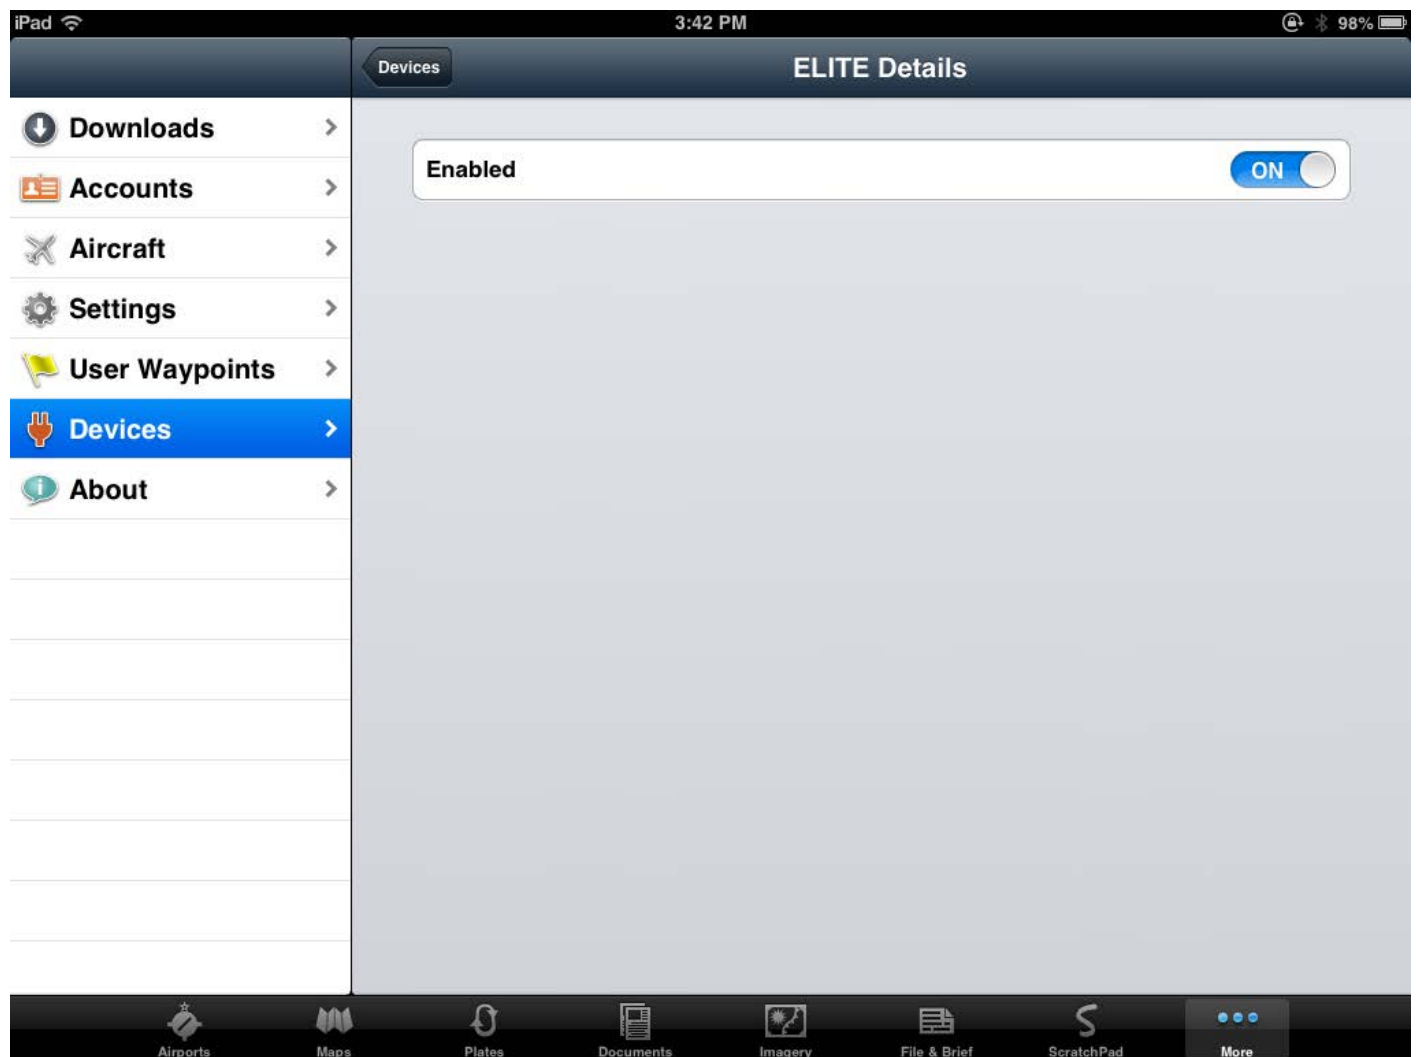 iPad 3:42 PM 98%
Devices ELITE Details
Downloads
Enabled ON
Accounts
Aircraft
Settings
User Waypoints
Devices
About
Airports Maps Plates Documents Imagery File & Brief ScratchPad More